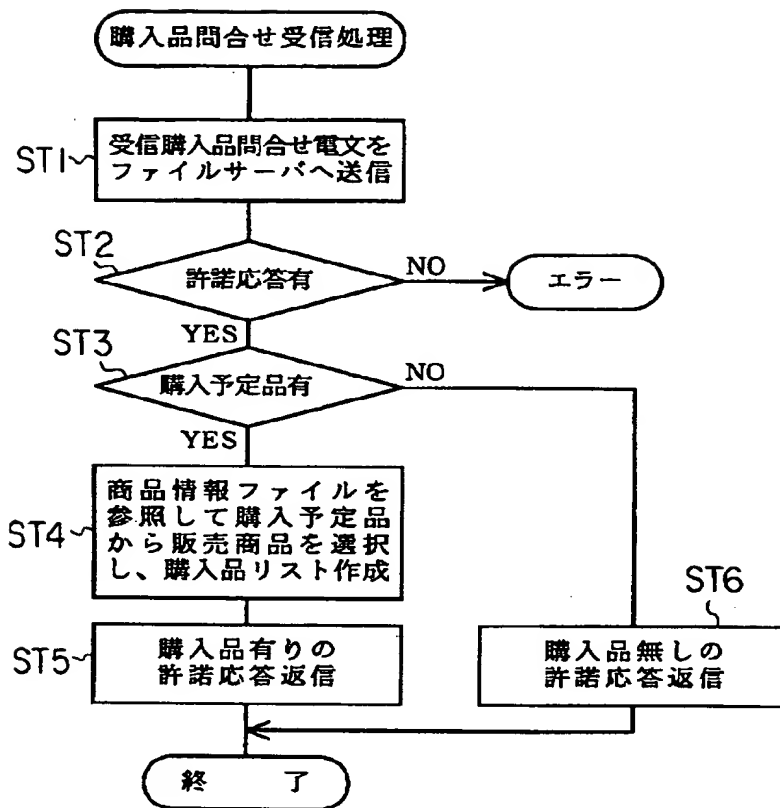 購入品問合せ受信処理
ST1
受信購入品問合せ電文を
ファイルサーバへ送信
ST2
許諾応答有
NO
エラー
YES
ST3
購入予定品有
NO
YES
ST4
商品情報ファイルを
参照して購入予定品
から販売商品を選択
し、購入品リスト作成
ST5
購入品有りの
許諾応答返信
ST6
購入品無しの
許諾応答返信
終 了